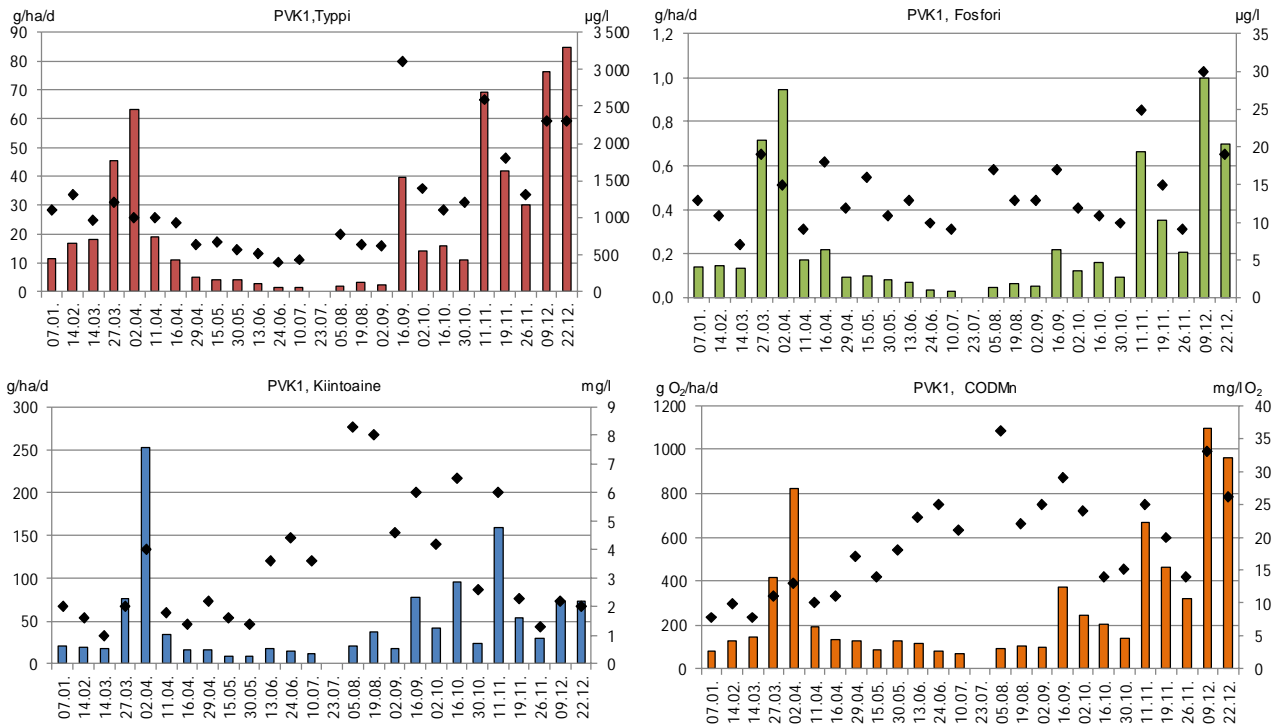 g/ha/d PVK1,Typpi µg/l
90 3 500
80 3 000
70 2 500
60
50 2 000
40 1 500
30 1 000
20
10 500
0 0
07.01. 14.02. 14.03. 27.03. 02.04. 11.04. 16.04. 29.04. 15.05. 30.05. 13.06. 24.06. 10.07. 23.07. 05.08. 19.08. 02.09. 16.09. 02.10. 16.10. 30.10. 11.11. 19.11. 26.11. 09.12. 22.12.
g/ha/d PVK1, Fosfori µg/l
1,2 35
1,0 30
0,8 25
0,6 20
0,4 15
0,2 10
0,0 5
0
07.01. 14.02. 14.03. 27.03. 02.04. 11.04. 16.04. 29.04. 15.05. 30.05. 13.06. 24.06. 10.07. 23.07. 05.08. 19.08. 02.09. 16.09. 02.10. 16.10. 30.10. 11.11. 19.11. 26.11. 09.12. 22.12.
g/ha/d PVK1, Kiintoaine mg/l
300 9
250 8
200 7
150 6
100 5
50 4
0 3
2
1
0
07.01. 14.02. 14.03. 27.03. 02.04. 11.04. 16.04. 29.04. 15.05. 30.05. 13.06. 24.06. 10.07. 23.07. 05.08. 19.08. 02.09. 16.09. 02.10. 16.10. 30.10. 11.11. 19.11. 26.11. 09.12. 22.12.
g O₂/ha/d PVK1, CODMn mg/l O₂
1200 40
1000 35
800 30
600 25
400 20
200 15
0 10
5
0
07.01. 14.02. 14.03. 27.03. 02.04. 11.04. 16.04. 29.04. 15.05. 30.05. 13.06. 24.06. 10.07. 23.07. 05.08. 19.08. 02.09. 16.09. 02.10. 16.10. 30.10. 11.11. 19.11. 26.11. 09.12. 22.12.